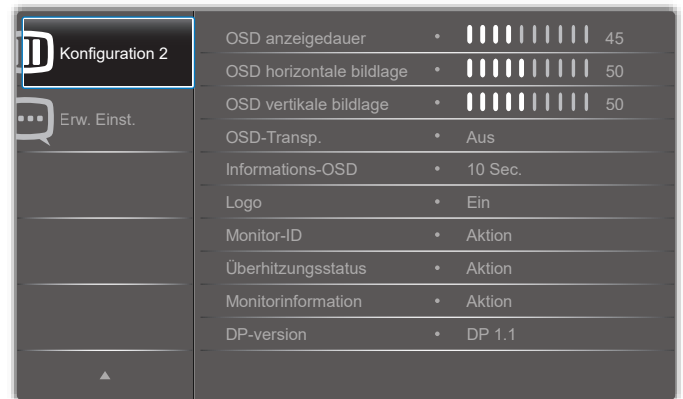 Konfiguration 2
Erw. Einst.
OSD anzeigedauer • 45
OSD horizontale bildlage • 50
OSD vertikale bildlage • 50
OSD-Transp. • Aus
Informations-OSD • 10 Sec.
Logo • Ein
Monitor-ID • Aktion
Überhitzungsstatus • Aktion
Monitorinformation • Aktion
DP-version • DP 1.1